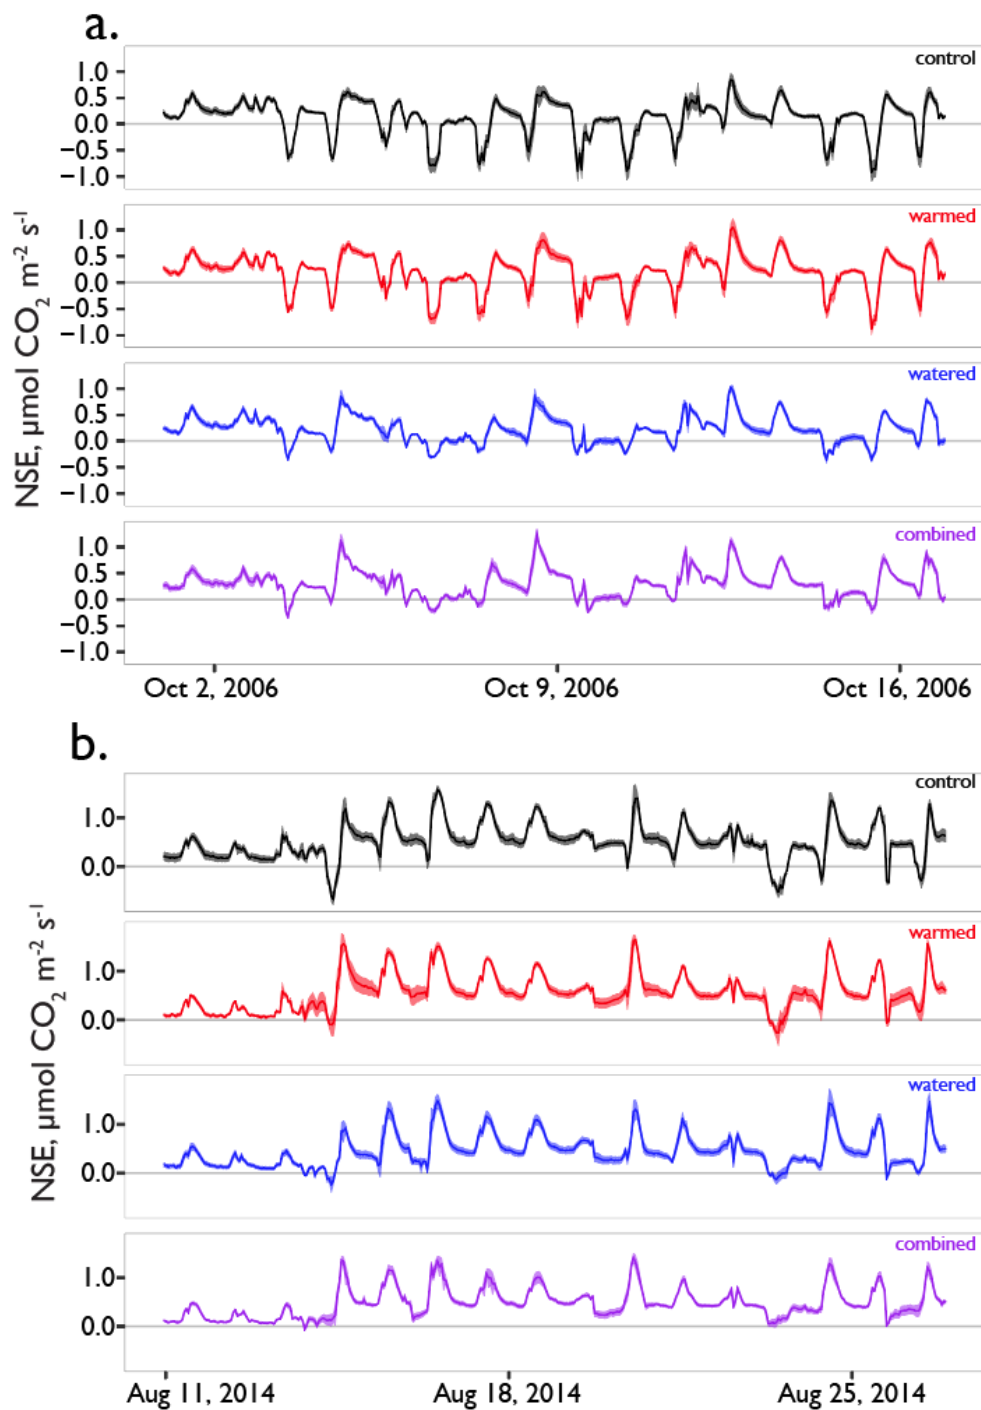 a.
control
1.0
0.5
0.0
−0.5
−1.0
warmed
1.0
0.5
0.0
−0.5
−1.0
NSE, µmol CO2 m-2 s-1
watered
1.0
0.5
0.0
−0.5
−1.0
combined
1.0
0.5
0.0
−0.5
−1.0
Oct 2, 2006
Oct 9, 2006
Oct 16, 2006
b.
control
1.0
0.0
warmed
1.0
0.0
NSE, µmol CO2 m-2 s-1
watered
1.0
0.0
combined
1.0
0.0
Aug 11, 2014
Aug 18, 2014
Aug 25, 2014